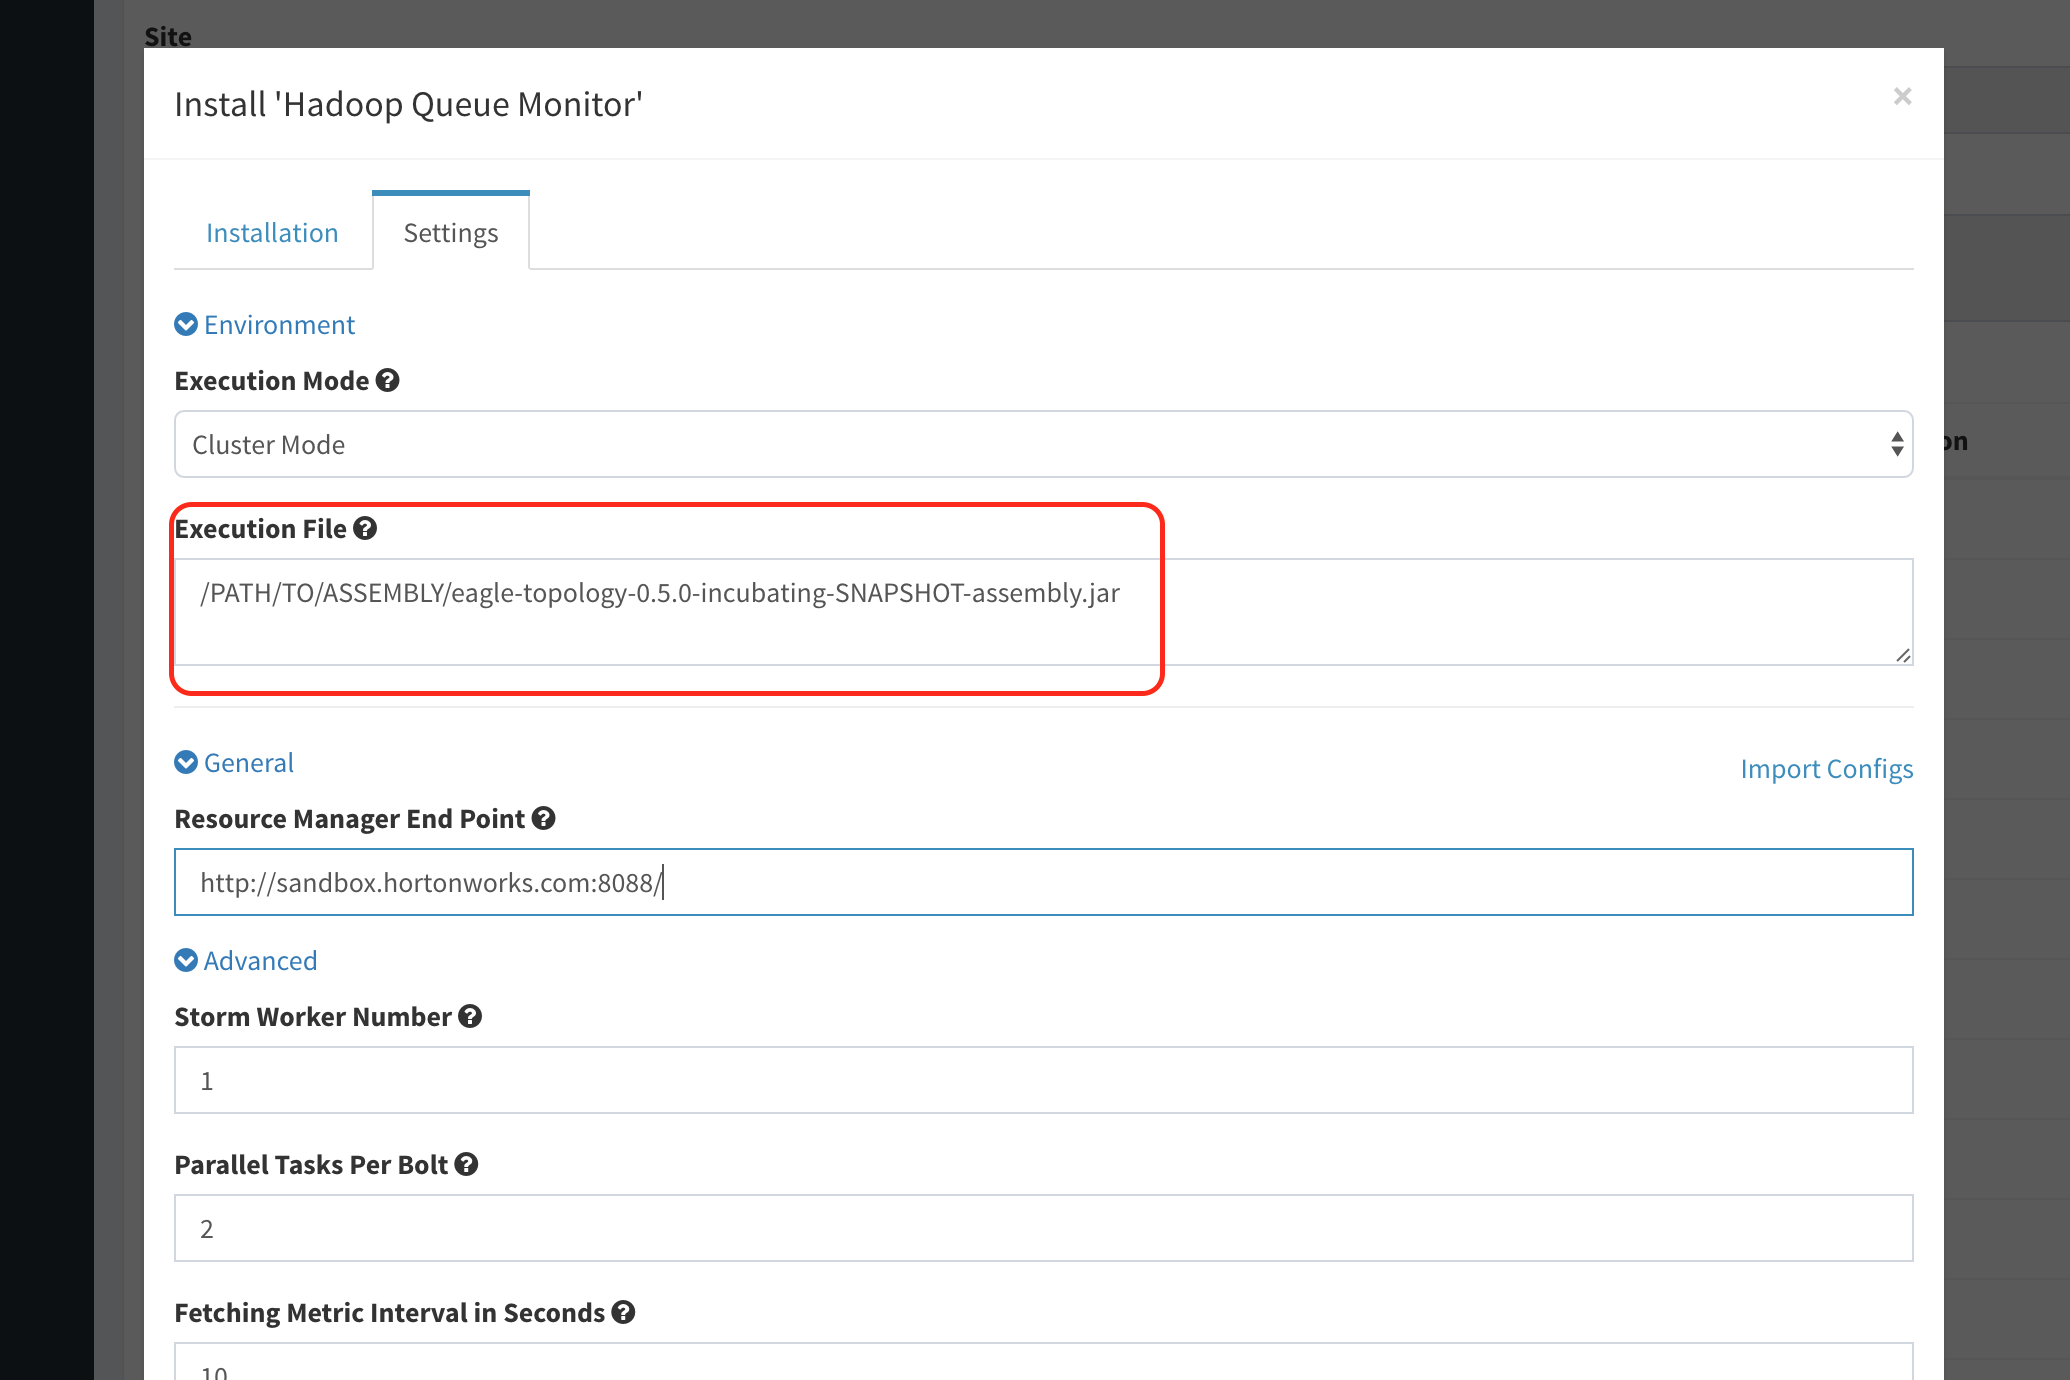 Site
Install 'Hadoop Queue Monitor'
×
Installation
Settings
Environment
Execution Mode ?
Cluster Mode
on
Execution File ?
/PATH/TO/ASSEMBLY/eagle-topology-0.5.0-incubating-SNAPSHOT-assembly.jar
General
Import Configs
Resource Manager End Point ?
http://sandbox.hortonworks.com:8088/
Advanced
Storm Worker Number ?
1
Parallel Tasks Per Bolt ?
2
Fetching Metric Interval in Seconds ?
10